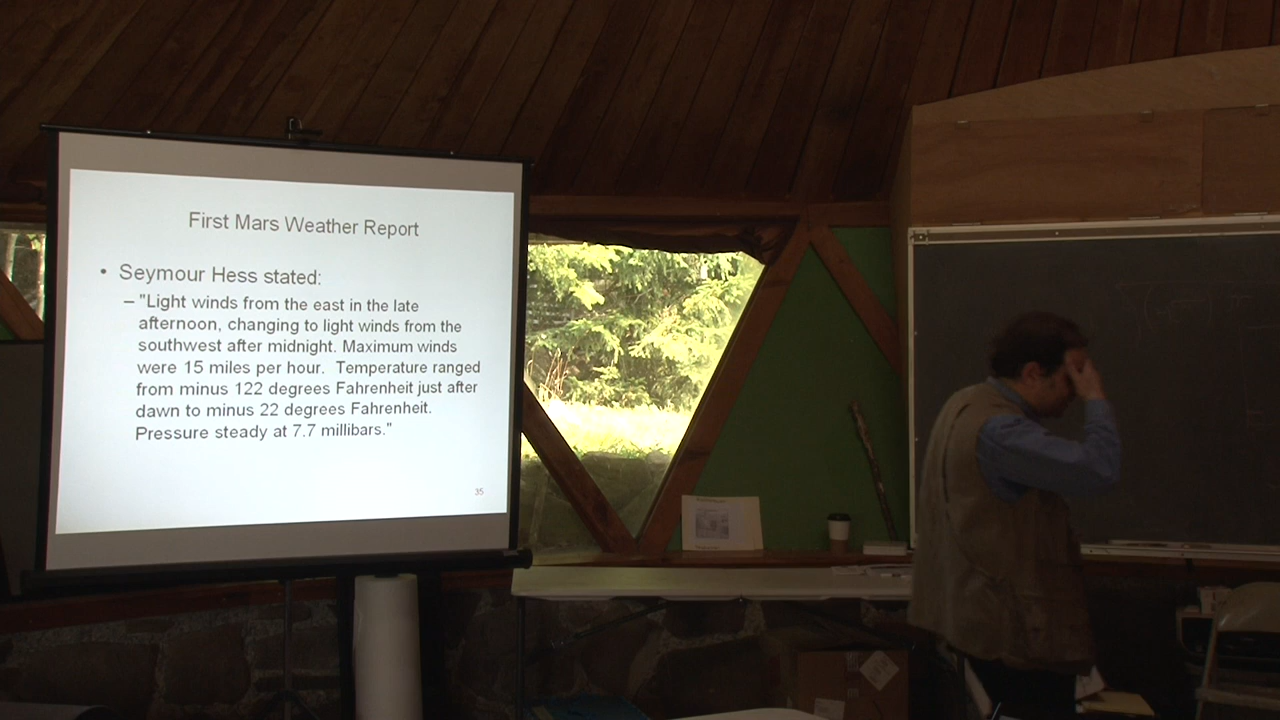 First Mars Weather Report
• Seymour Hess stated:
– "Light winds from the east in the late
afternoon, changing to light winds from the
southwest after midnight. Maximum winds
were 15 miles per hour.  Temperature ranged
from minus 122 degrees Fahrenheit just after
dawn to minus 22 degrees Fahrenheit.
Pressure steady at 7.7 millibars."
35